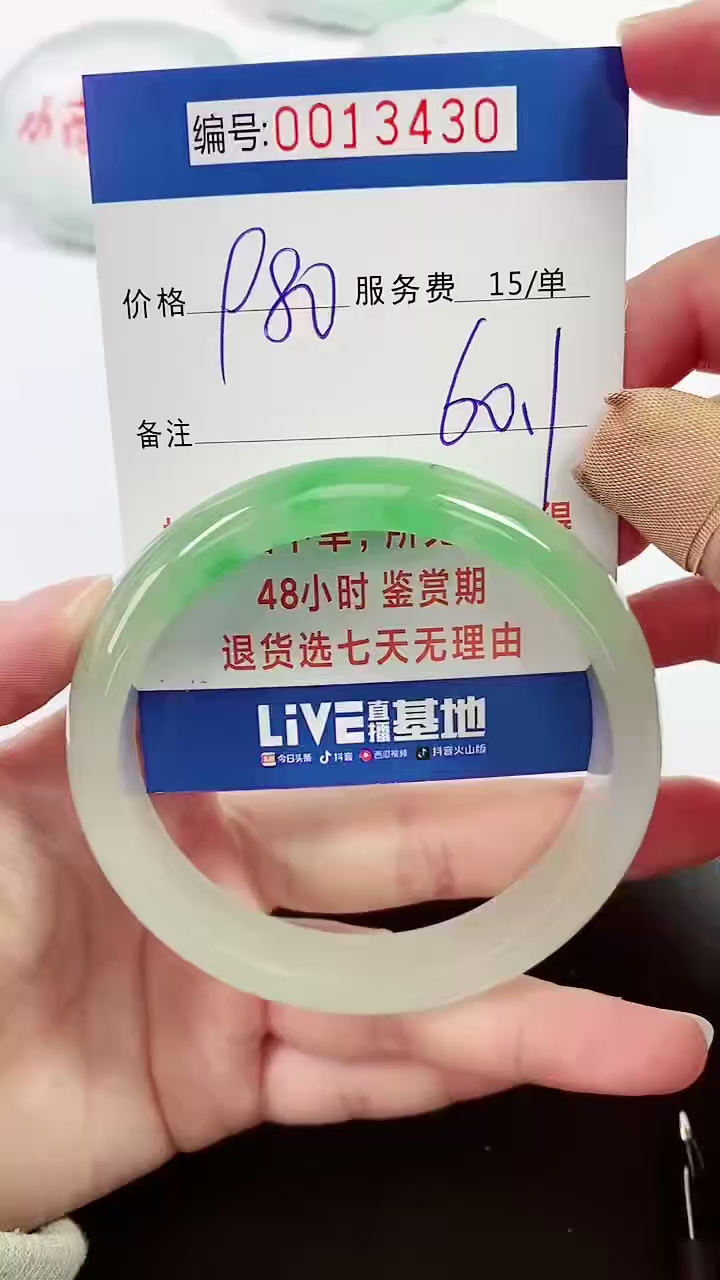 编号:0013430
价格 P80 服务费 15/单
60.1
备注
48小时 鉴赏期
退货选七天无理由
LiVE直播基地
今日头条 抖音 西瓜视频 抖音火山版